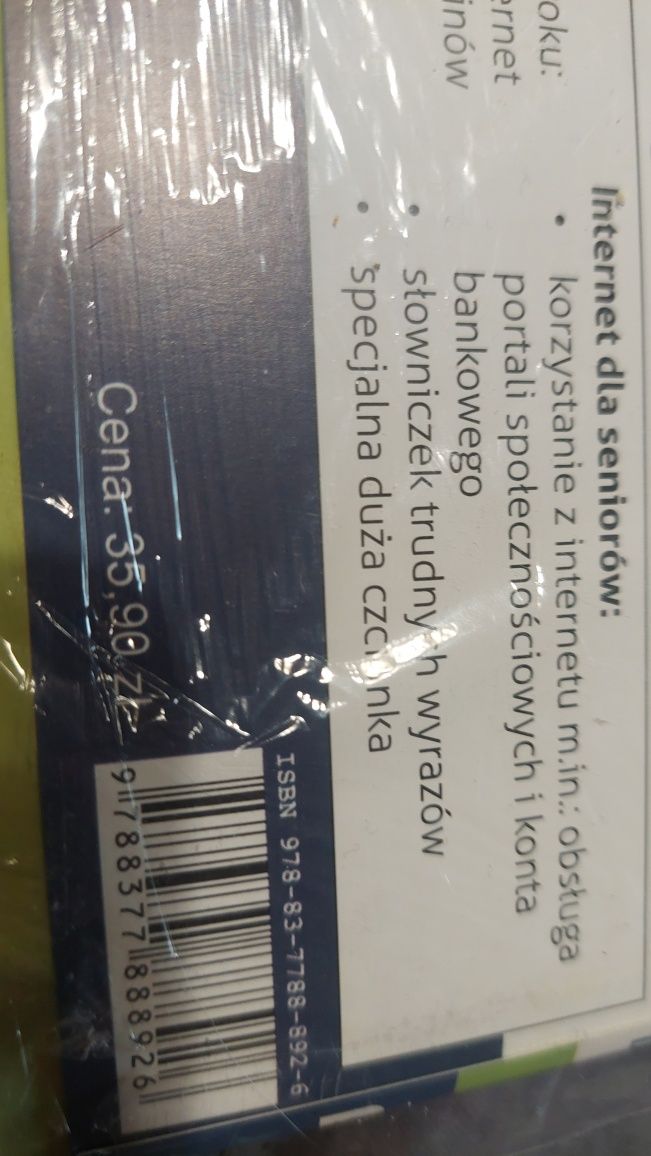 oku:
ernet
inów
Internet dla seniorów:
• korzystanie z internetu m.in.: obsługa
portali społecznościowych i konta
bankowego
• słowniczek trudnych wyrazów
• specjalna duża czcionka
Cena: 35,90 zł
ISBN 978-83-7788-892-6
9 788377 888926